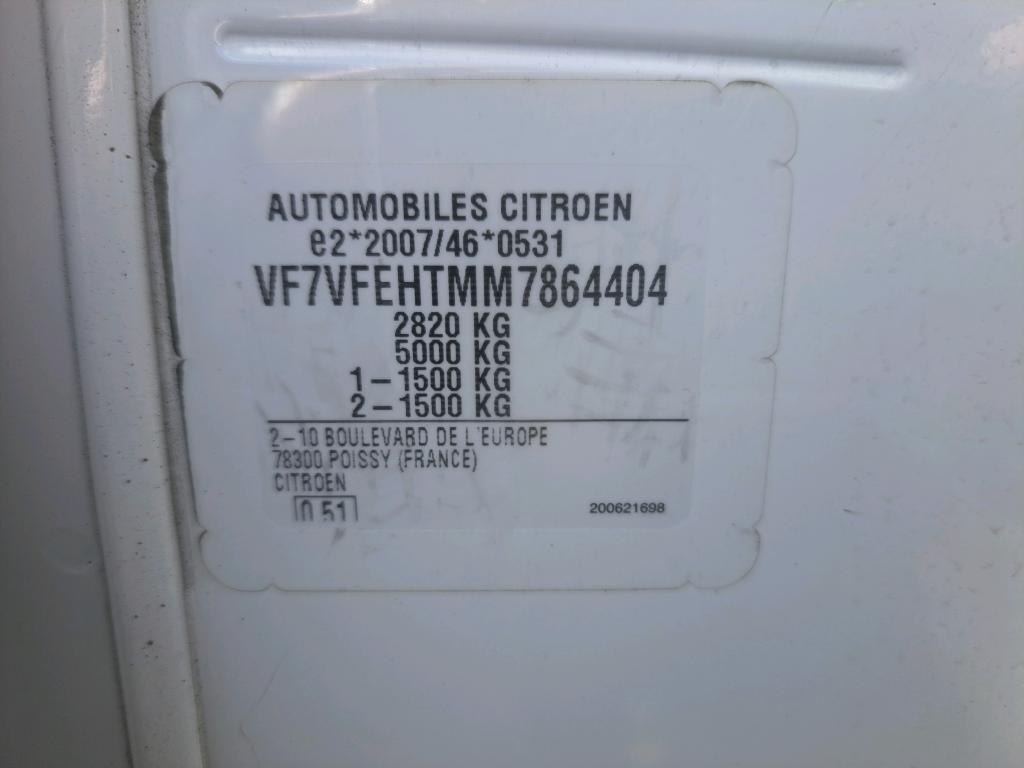 AUTOMOBILES CITROEN
e2*2007/46*0531
VF7VFEHTMM7864404
2820 KG
5000 KG
1-1500 KG
2-1500 KG
2-10 BOULEVARD DE L'EUROPE
78300 POISSY (FRANCE)
CITROEN
0.51
200621698